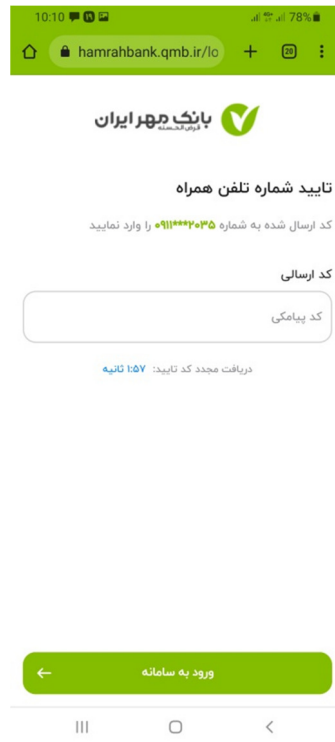 10:10
78%
hamrahbank.qmb.ir/lo
20
بانک مهر ایران
قرض الحسنه
تایید شماره تلفن همراه
کد ارسال شده به شماره ۰۹۱۱***۲۰۳۵ را وارد نمایید
کد ارسالی
کد پیامکی
دریافت مجدد کد تایید: ۱:۵۷ ثانیه
ورود به سامانه